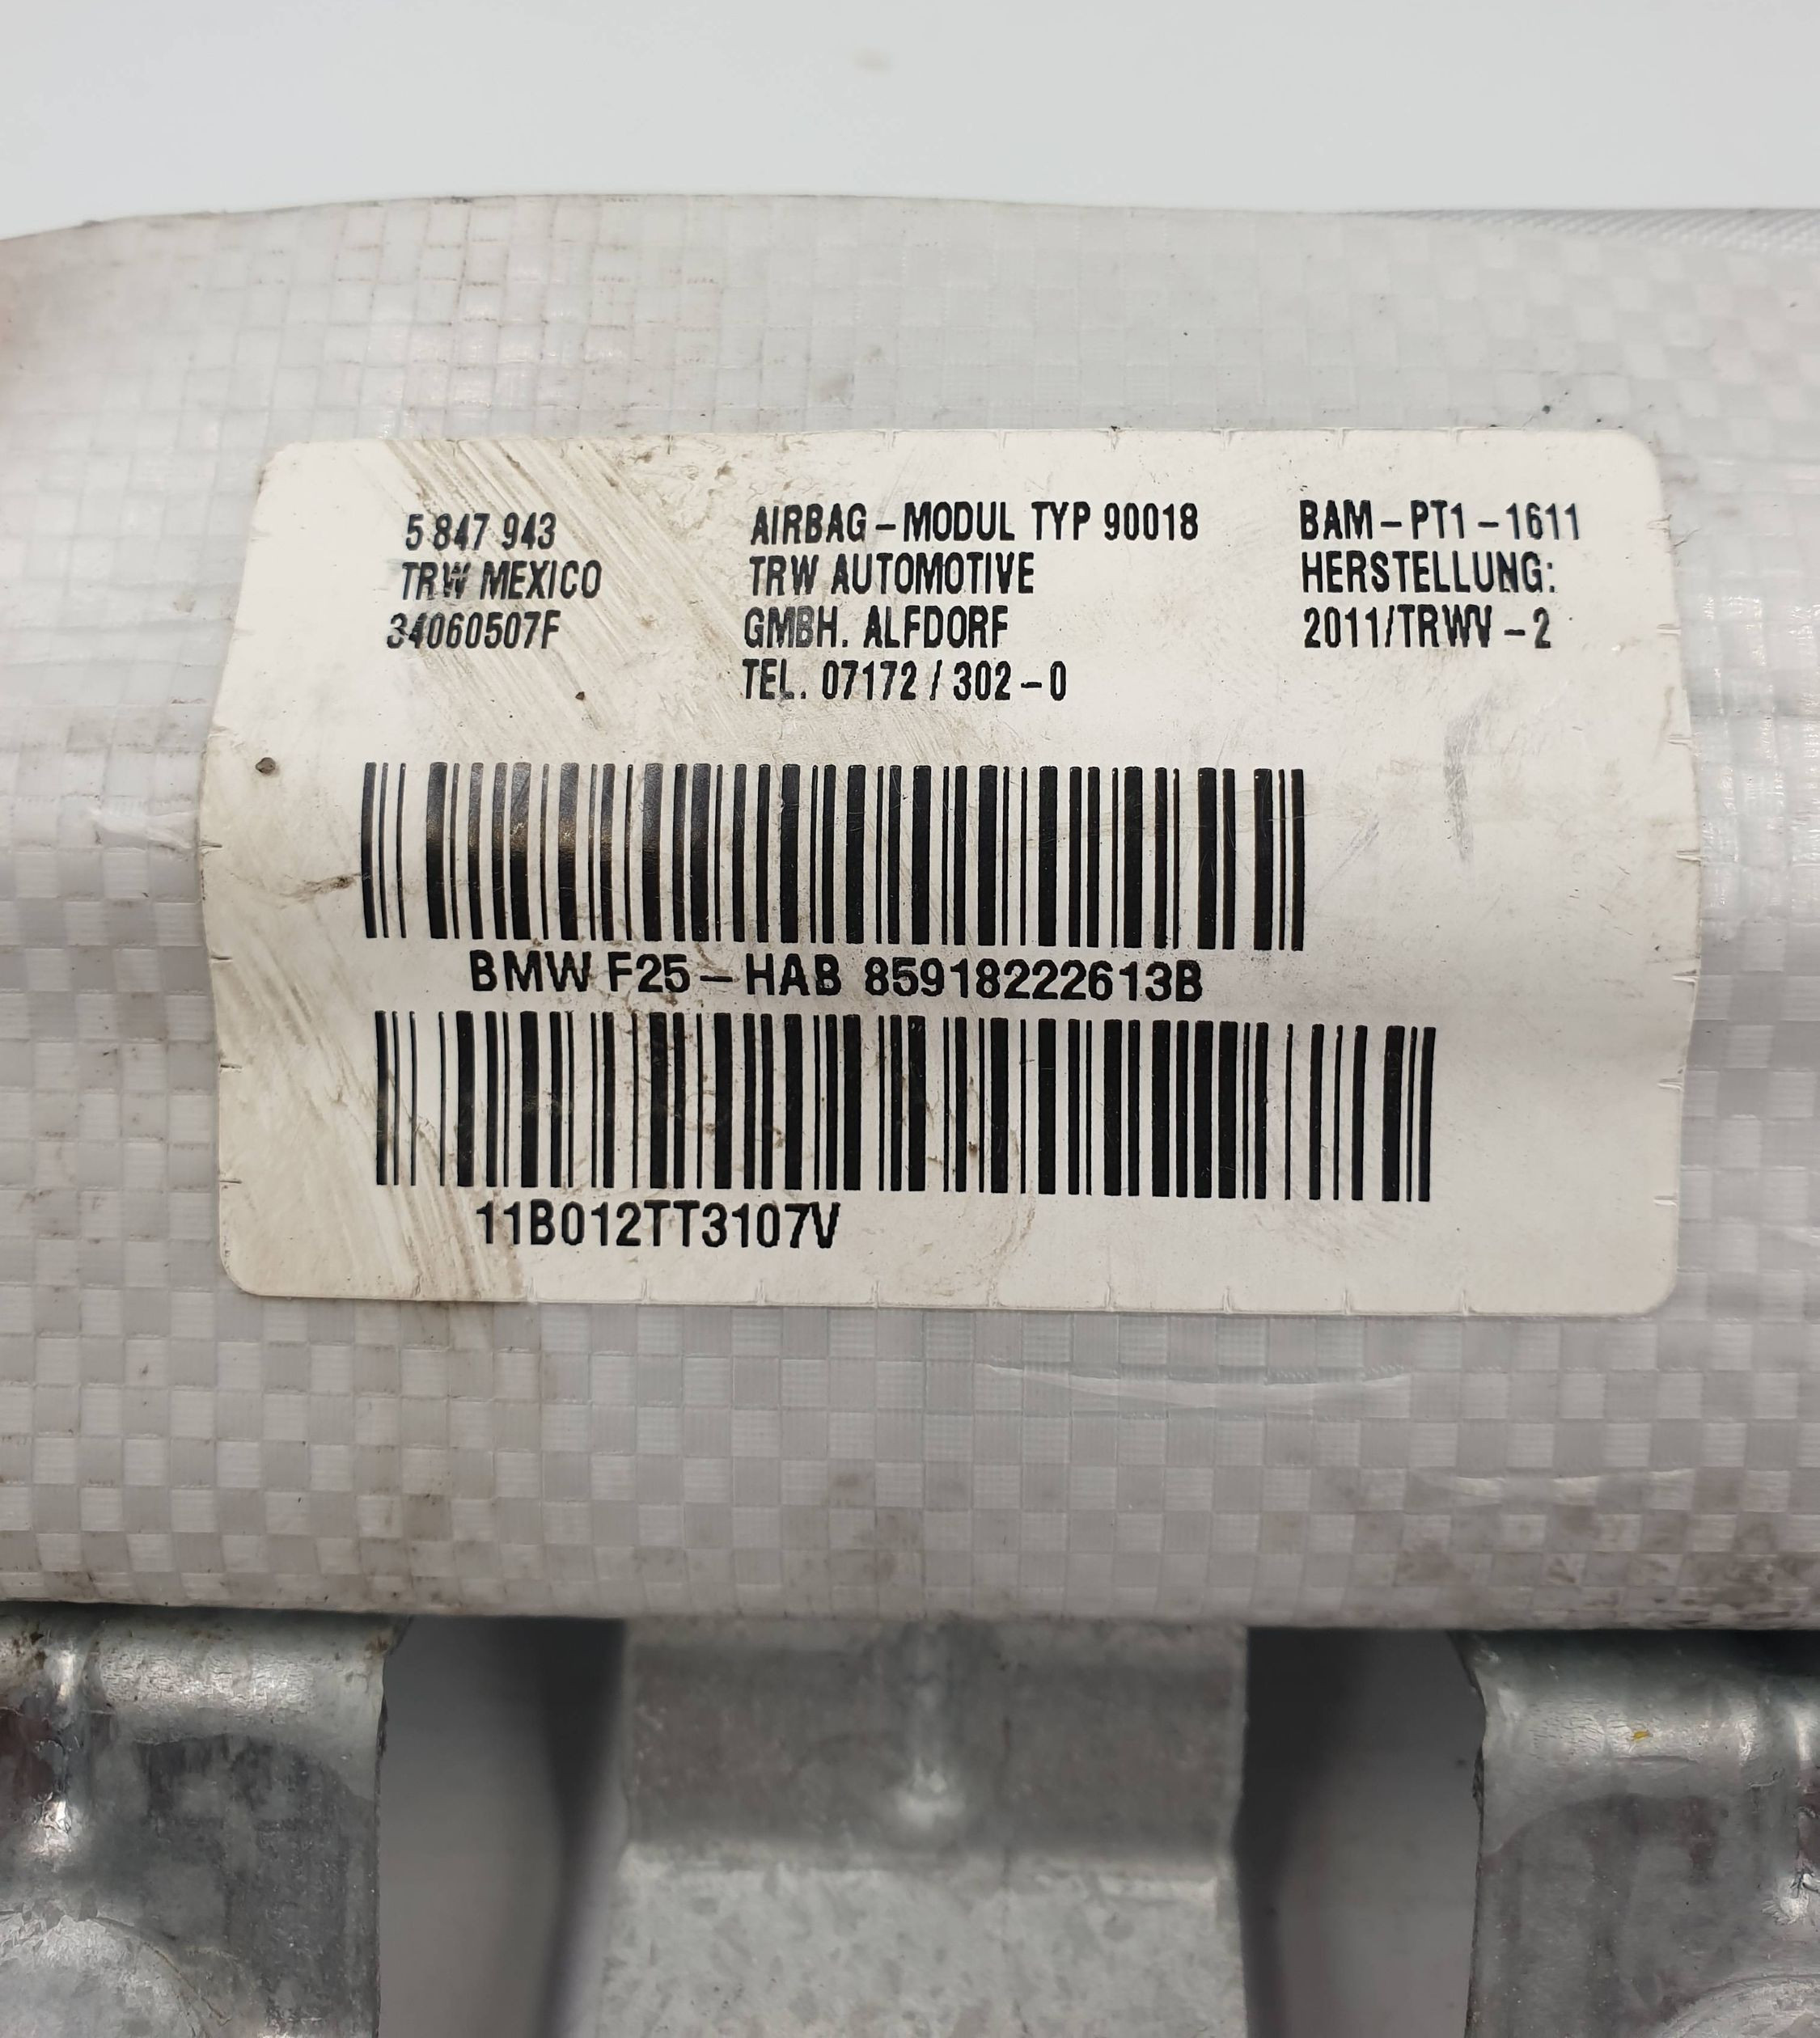 5 847 943
TRW MEXICO
34060507F
AIRBAG-MODUL TYP 90018
TRW AUTOMOTIVE
GMBH. ALFDORF
TEL. 07172 / 302-0
BAM-PT1-1611
HERSTELLUNG:
2011/TRWV-2
BMW F25-HAB 85918222613B
11B012TT3107V